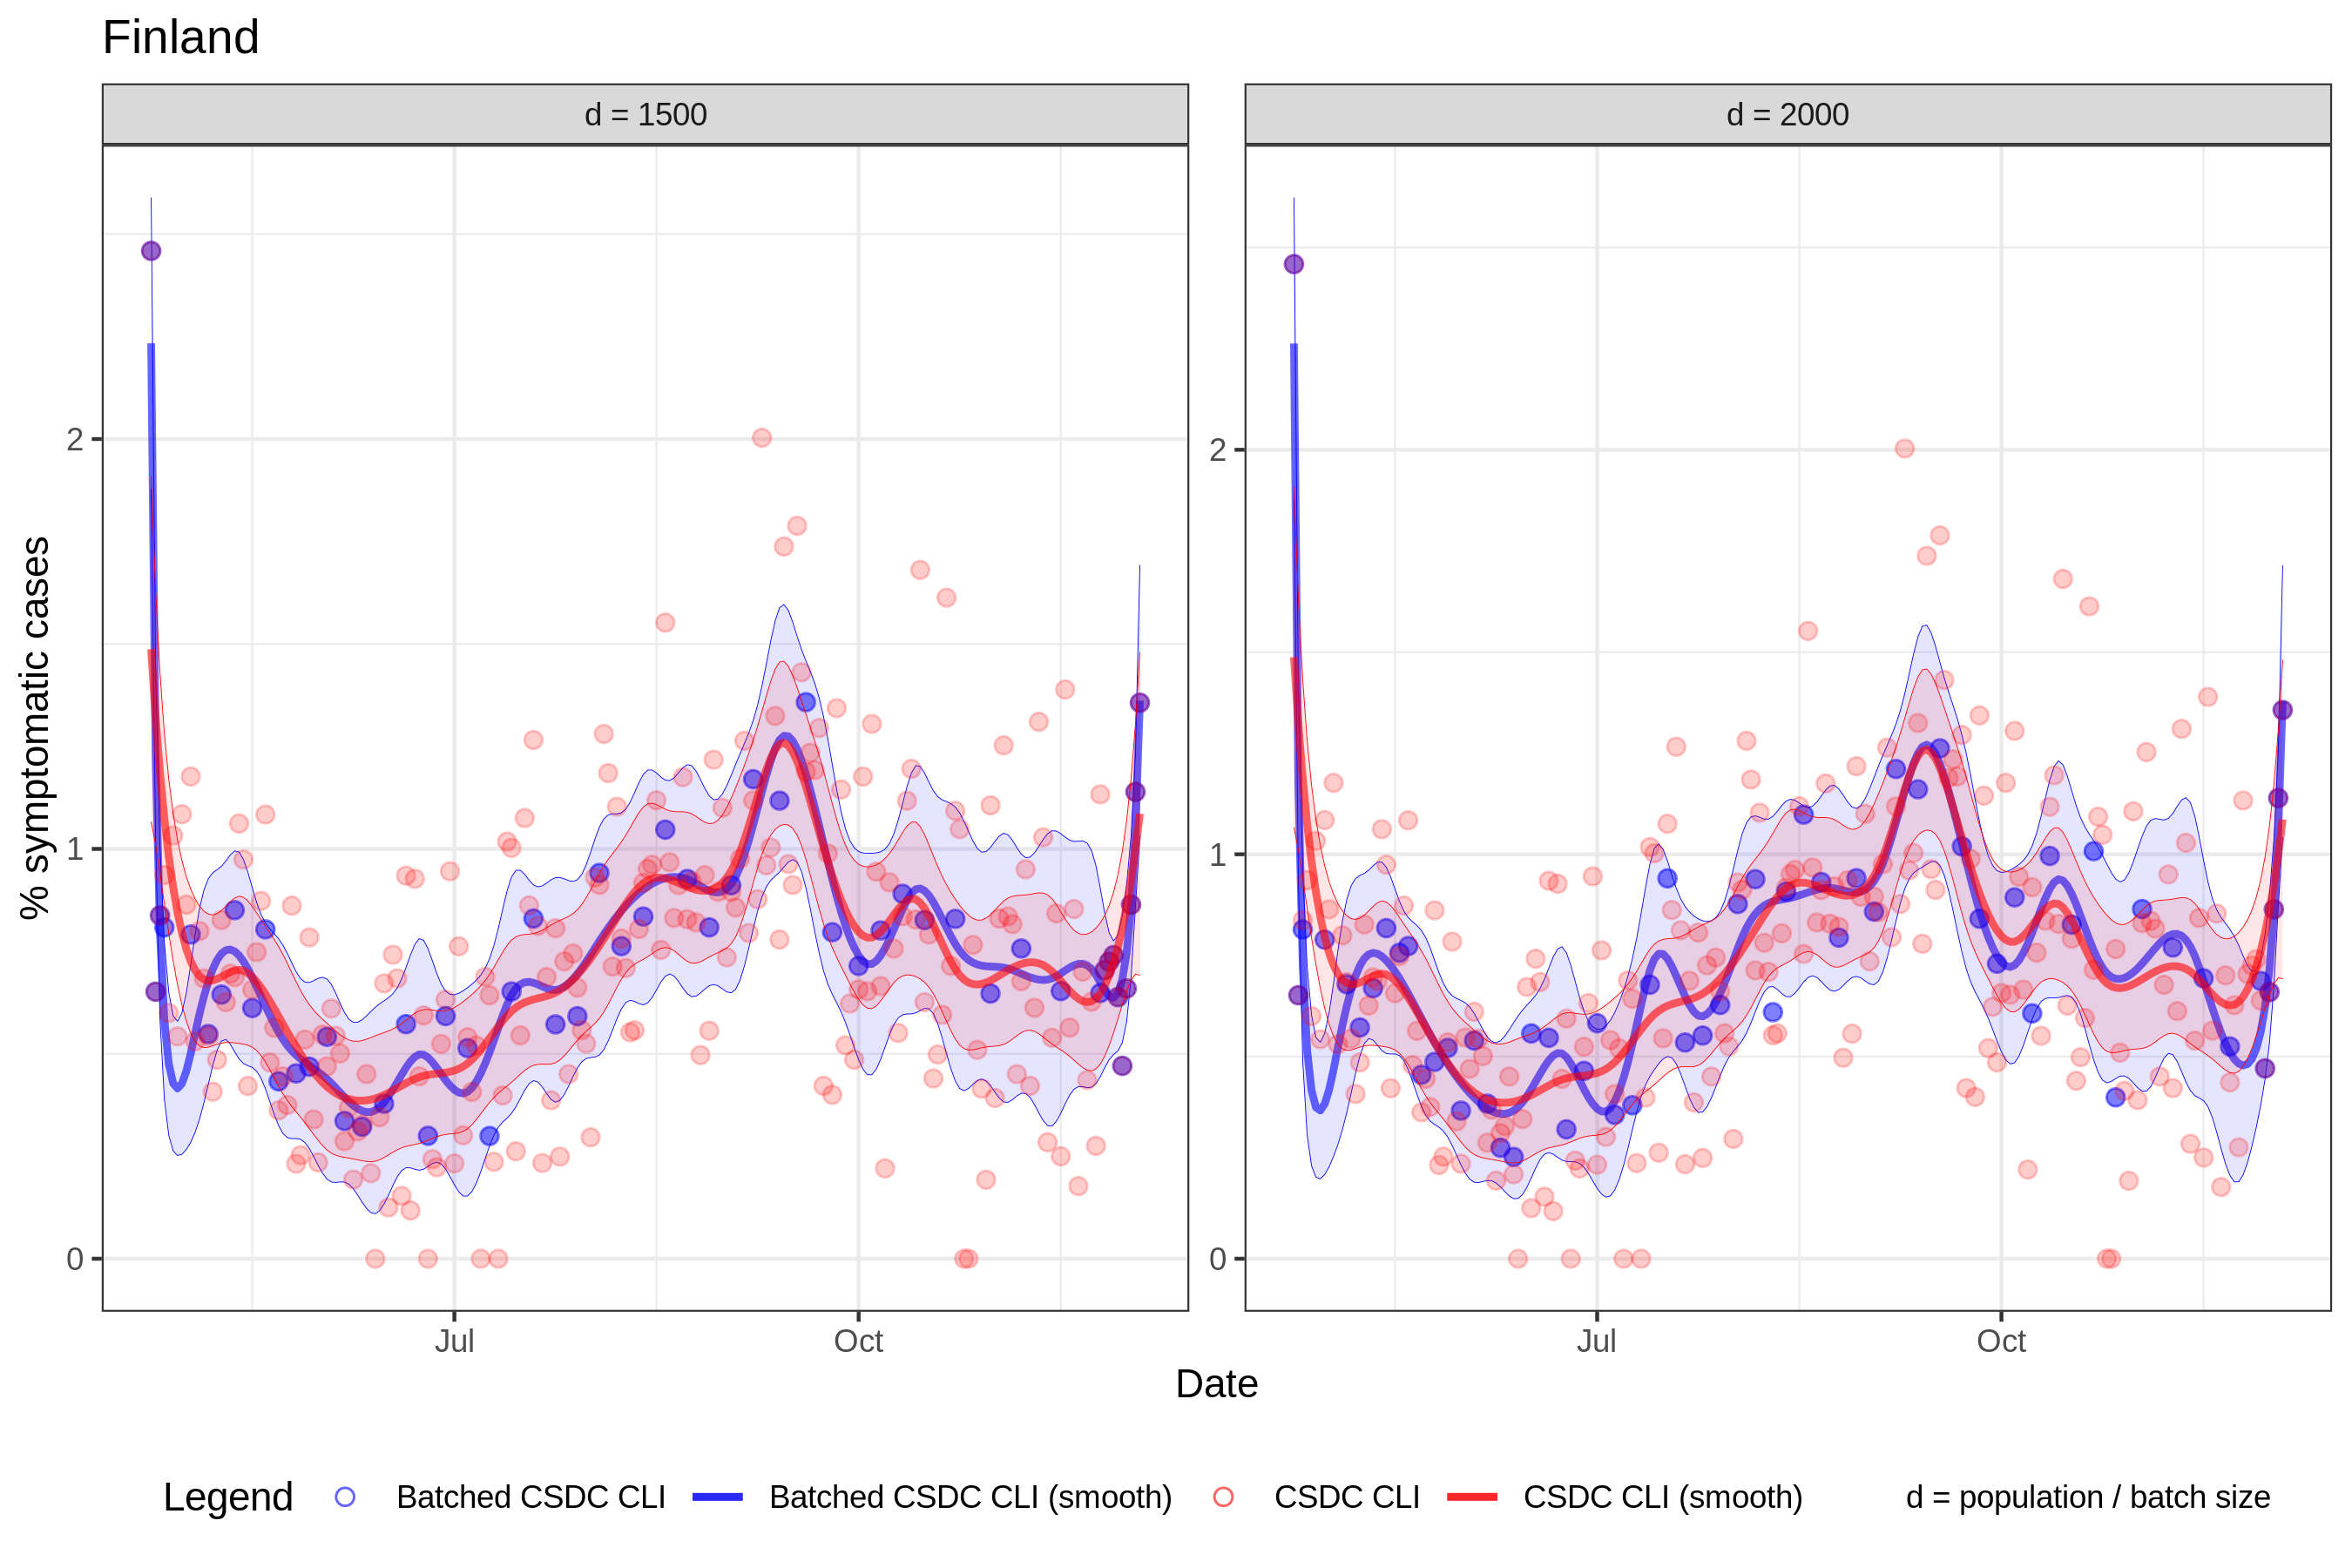 Finland
d = 1500
d = 2000
% symptomatic cases
2
1
0
2
1
0
Jul
Oct
Jul
Oct
Date
Legend
Batched CSDC CLI
Batched CSDC CLI (smooth)
CSDC CLI
CSDC CLI (smooth)
d = population / batch size